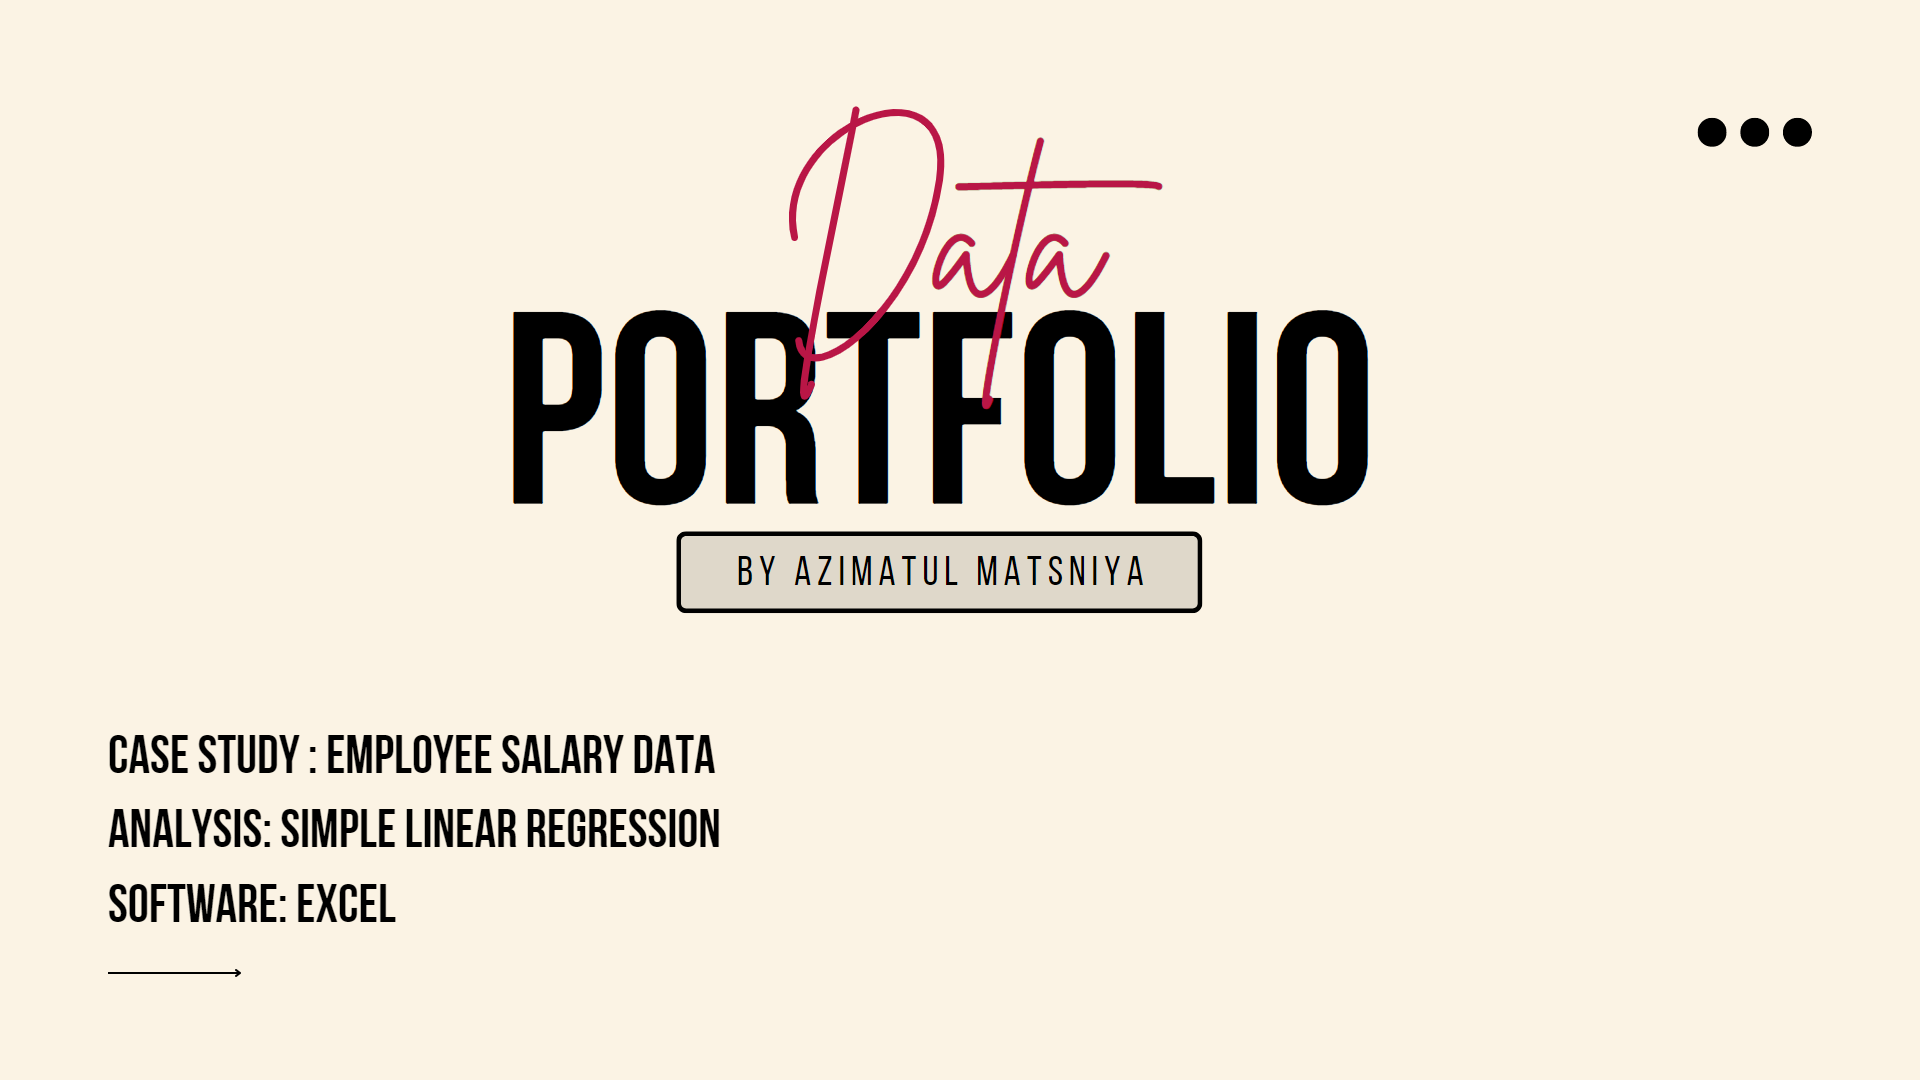 Data
PORTFOLIO
BY AZIMATUL MATSNIYA
CASE STUDY : EMPLOYEE SALARY DATA
ANALYSIS: SIMPLE LINEAR REGRESSION
SOFTWARE: EXCEL